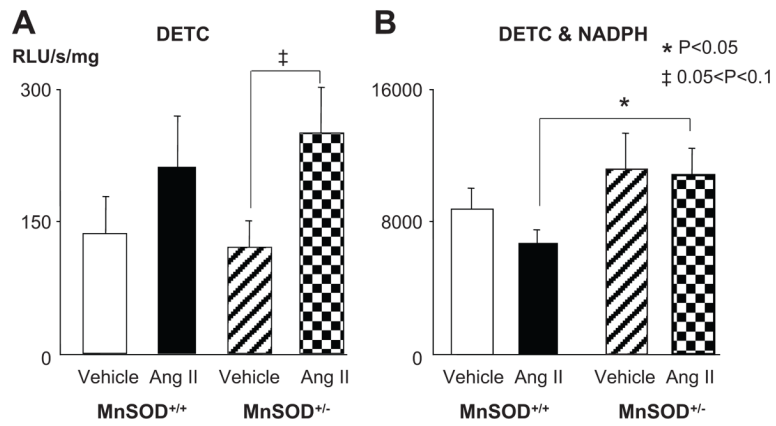 A
DETC
RLU/s/mg
‡
300
150
0
Vehicle Ang II Vehicle Ang II
MnSOD+/+ MnSOD+/-
B
DETC & NADPH
* P<0.05
‡ 0.05<P<0.1
*
16000
8000
0
Vehicle Ang II Vehicle Ang II
MnSOD+/+ MnSOD+/-